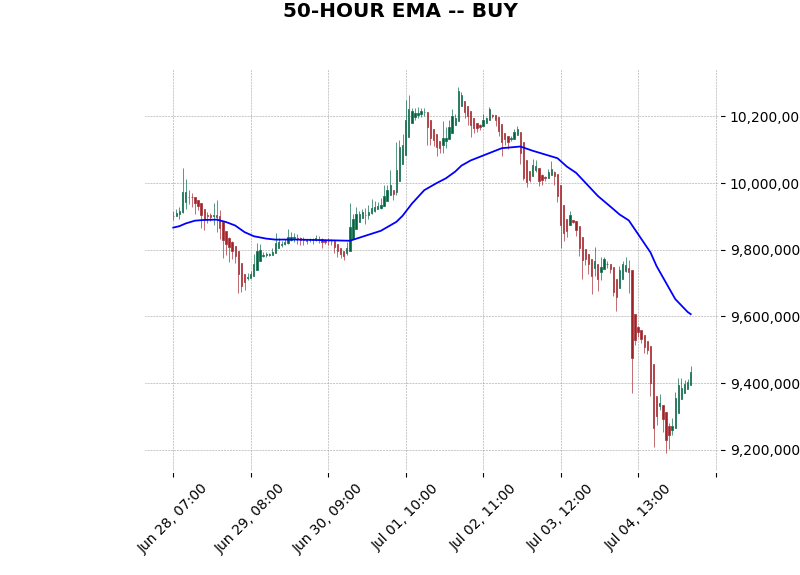 50-HOUR EMA -- BUY
10,200,00
10,000,00
9,800,000
9,600,000
9,400,000
9,200,000
Jun 28, 07:00
Jun 29, 08:00
Jun 30, 09:00
Jul 01, 10:00
Jul 02, 11:00
Jul 03, 12:00
Jul 04, 13:00